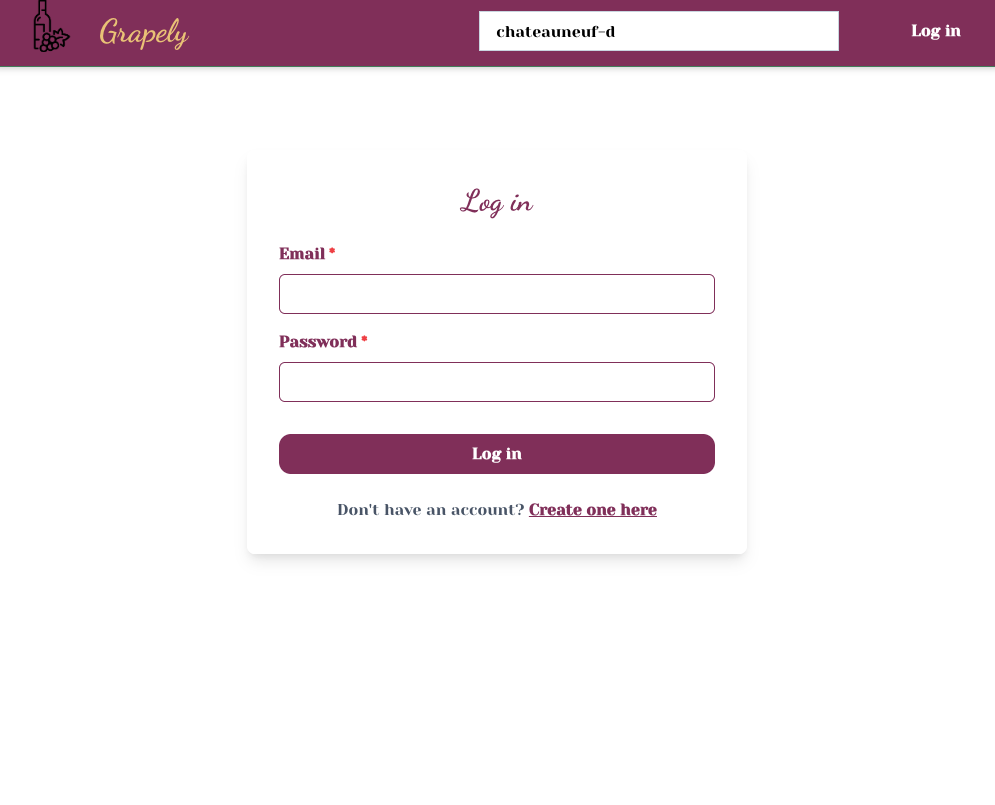 Grapely
chateauneuf-d
Log in
Log in
Email *
Password *
Log in
Don't have an account? Create one here